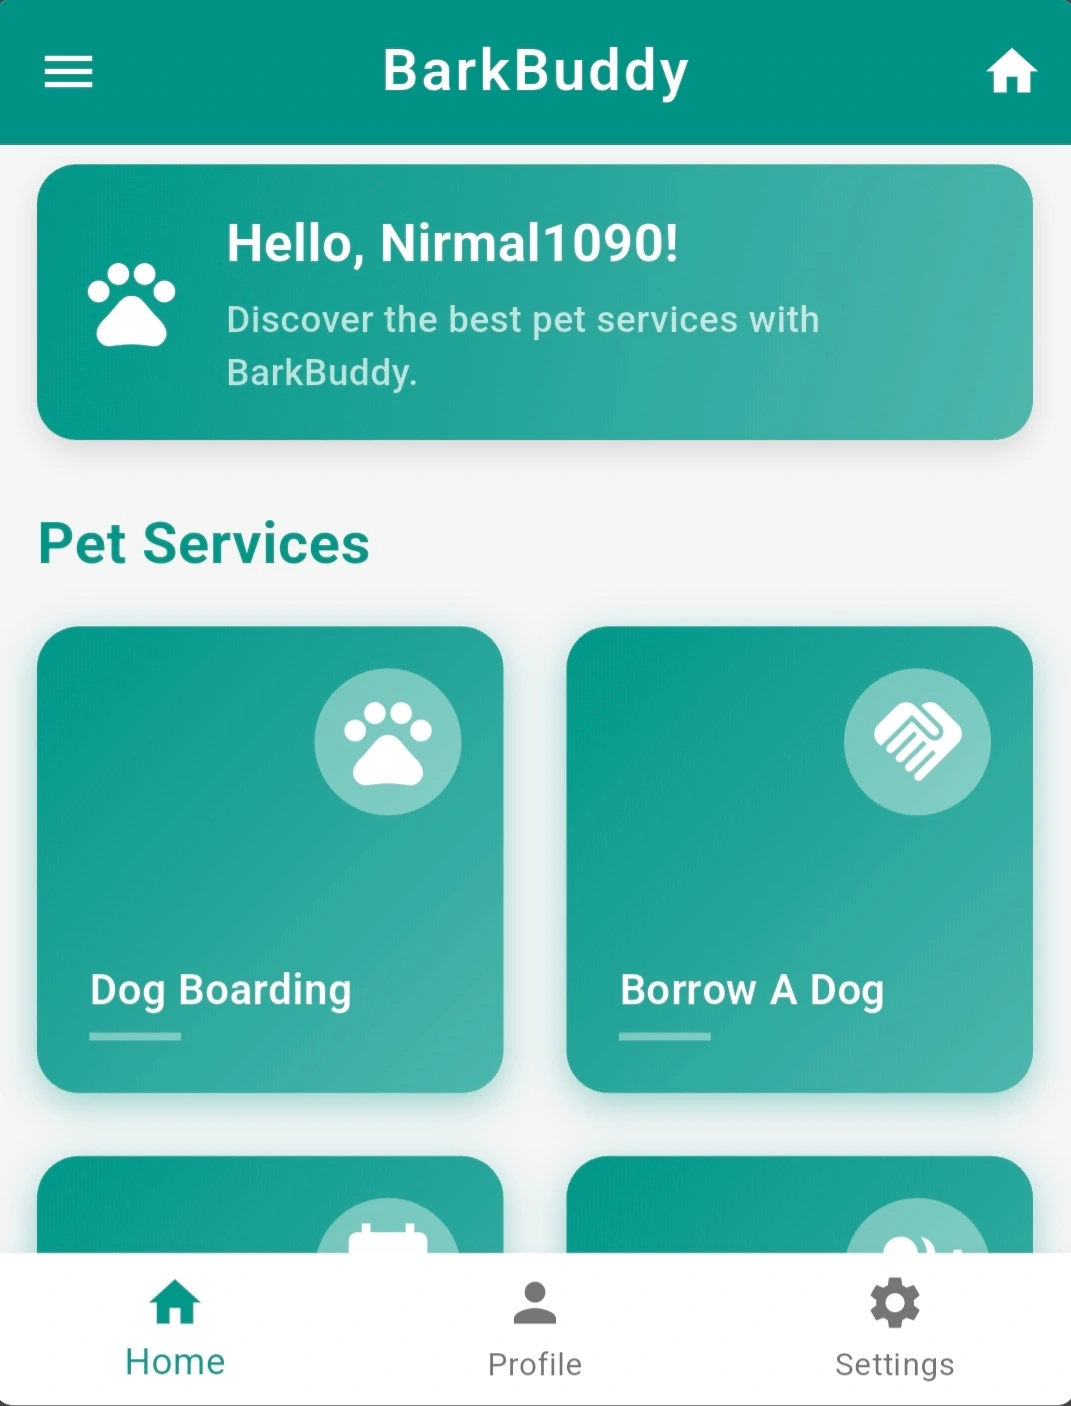 BarkBuddy
Hello, Nirmal1090!
Discover the best pet services with
BarkBuddy.
Pet Services
Dog Boarding
Borrow A Dog
Home
Profile
Settings